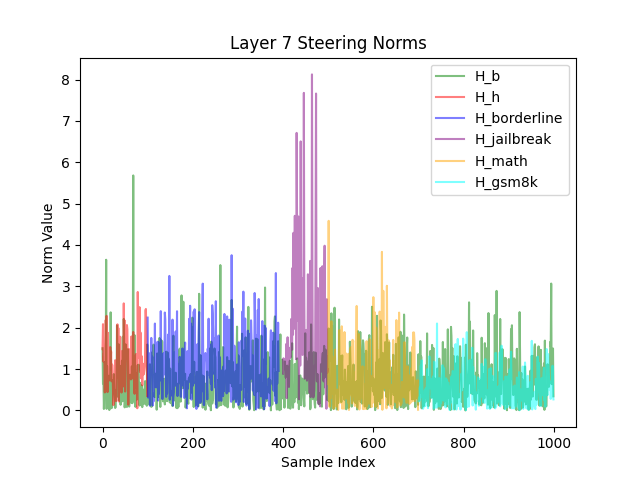 Layer 7 Steering Norms
Norm Value
8
7
6
5
4
3
2
1
0
H_b
H_h
H_borderline
H_jailbreak
H_math
H_gsm8k
0 200 400 600 800 1000
Sample Index